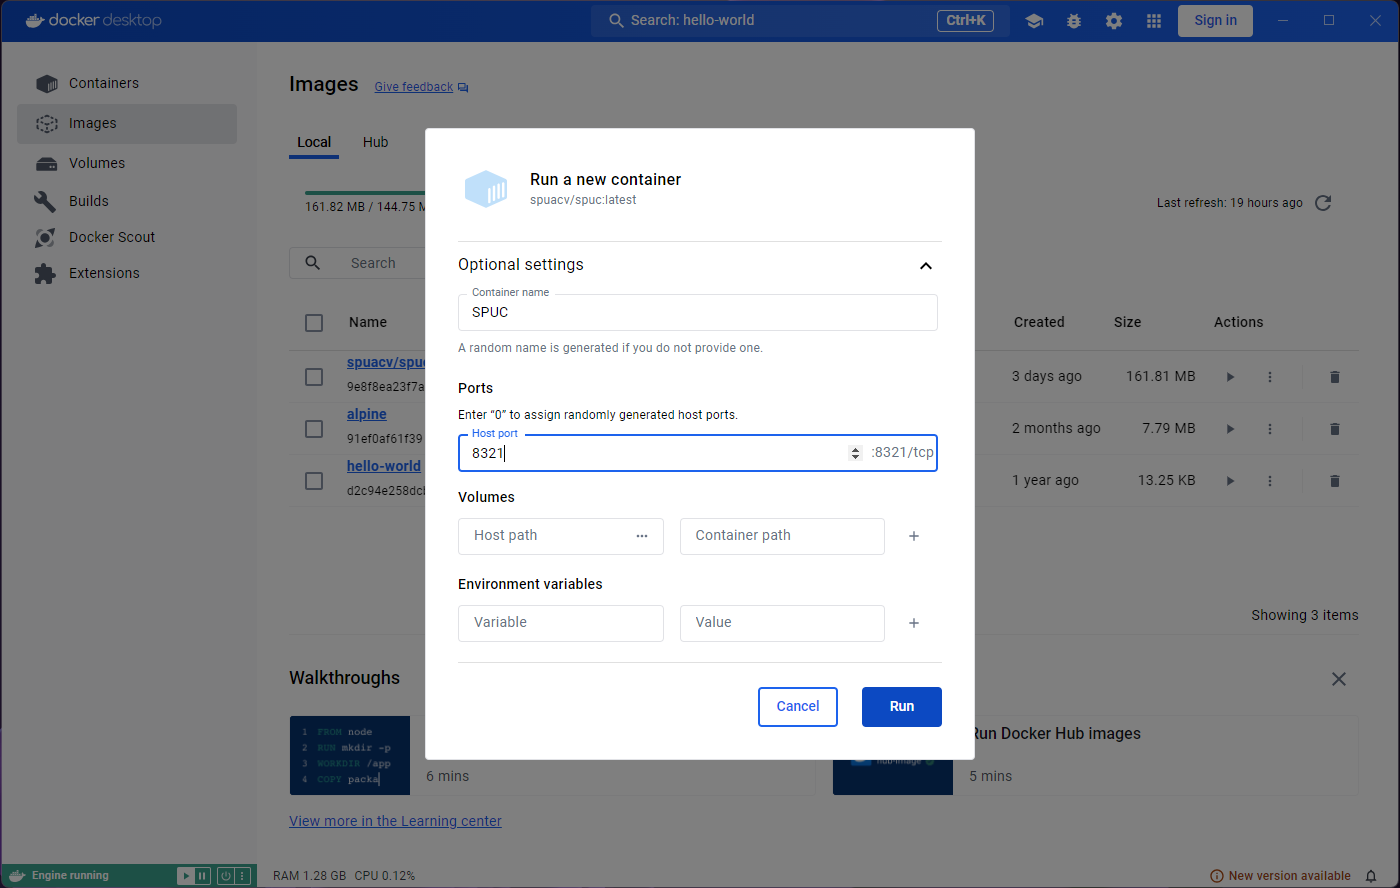 docker desktop
Search: hello-world
Ctrl+K
Sign in
Containers
Images
Volumes
Builds
Docker Scout
Extensions
Images
Give feedback
Local
Hub
161.82 MB / 144.75 M
Last refresh: 19 hours ago
Search
Name
Created
Size
Actions
spuacv/spuc
9e8f8ea23f7a
3 days ago
161.81 MB
alpine
91ef0af61f39
2 months ago
7.79 MB
hello-world
d2c94e258dcb
1 year ago
13.25 KB
Showing 3 items
Run a new container
spuacv/spuc:latest
Optional settings
Container name
SPUC
A random name is generated if you do not provide one.
Ports
Enter “0” to assign randomly generated host ports.
Host port
8321
:8321/tcp
Volumes
Host path
Container path
Environment variables
Variable
Value
Cancel
Run
Walkthroughs
1 FROM node
2 RUN mkdir -p
3 WORKDIR /app
4 COPY packa
6 mins
Run Docker Hub images
hub-image
5 mins
View more in the Learning center
Engine running
RAM 1.28 GB CPU 0.12%
New version available